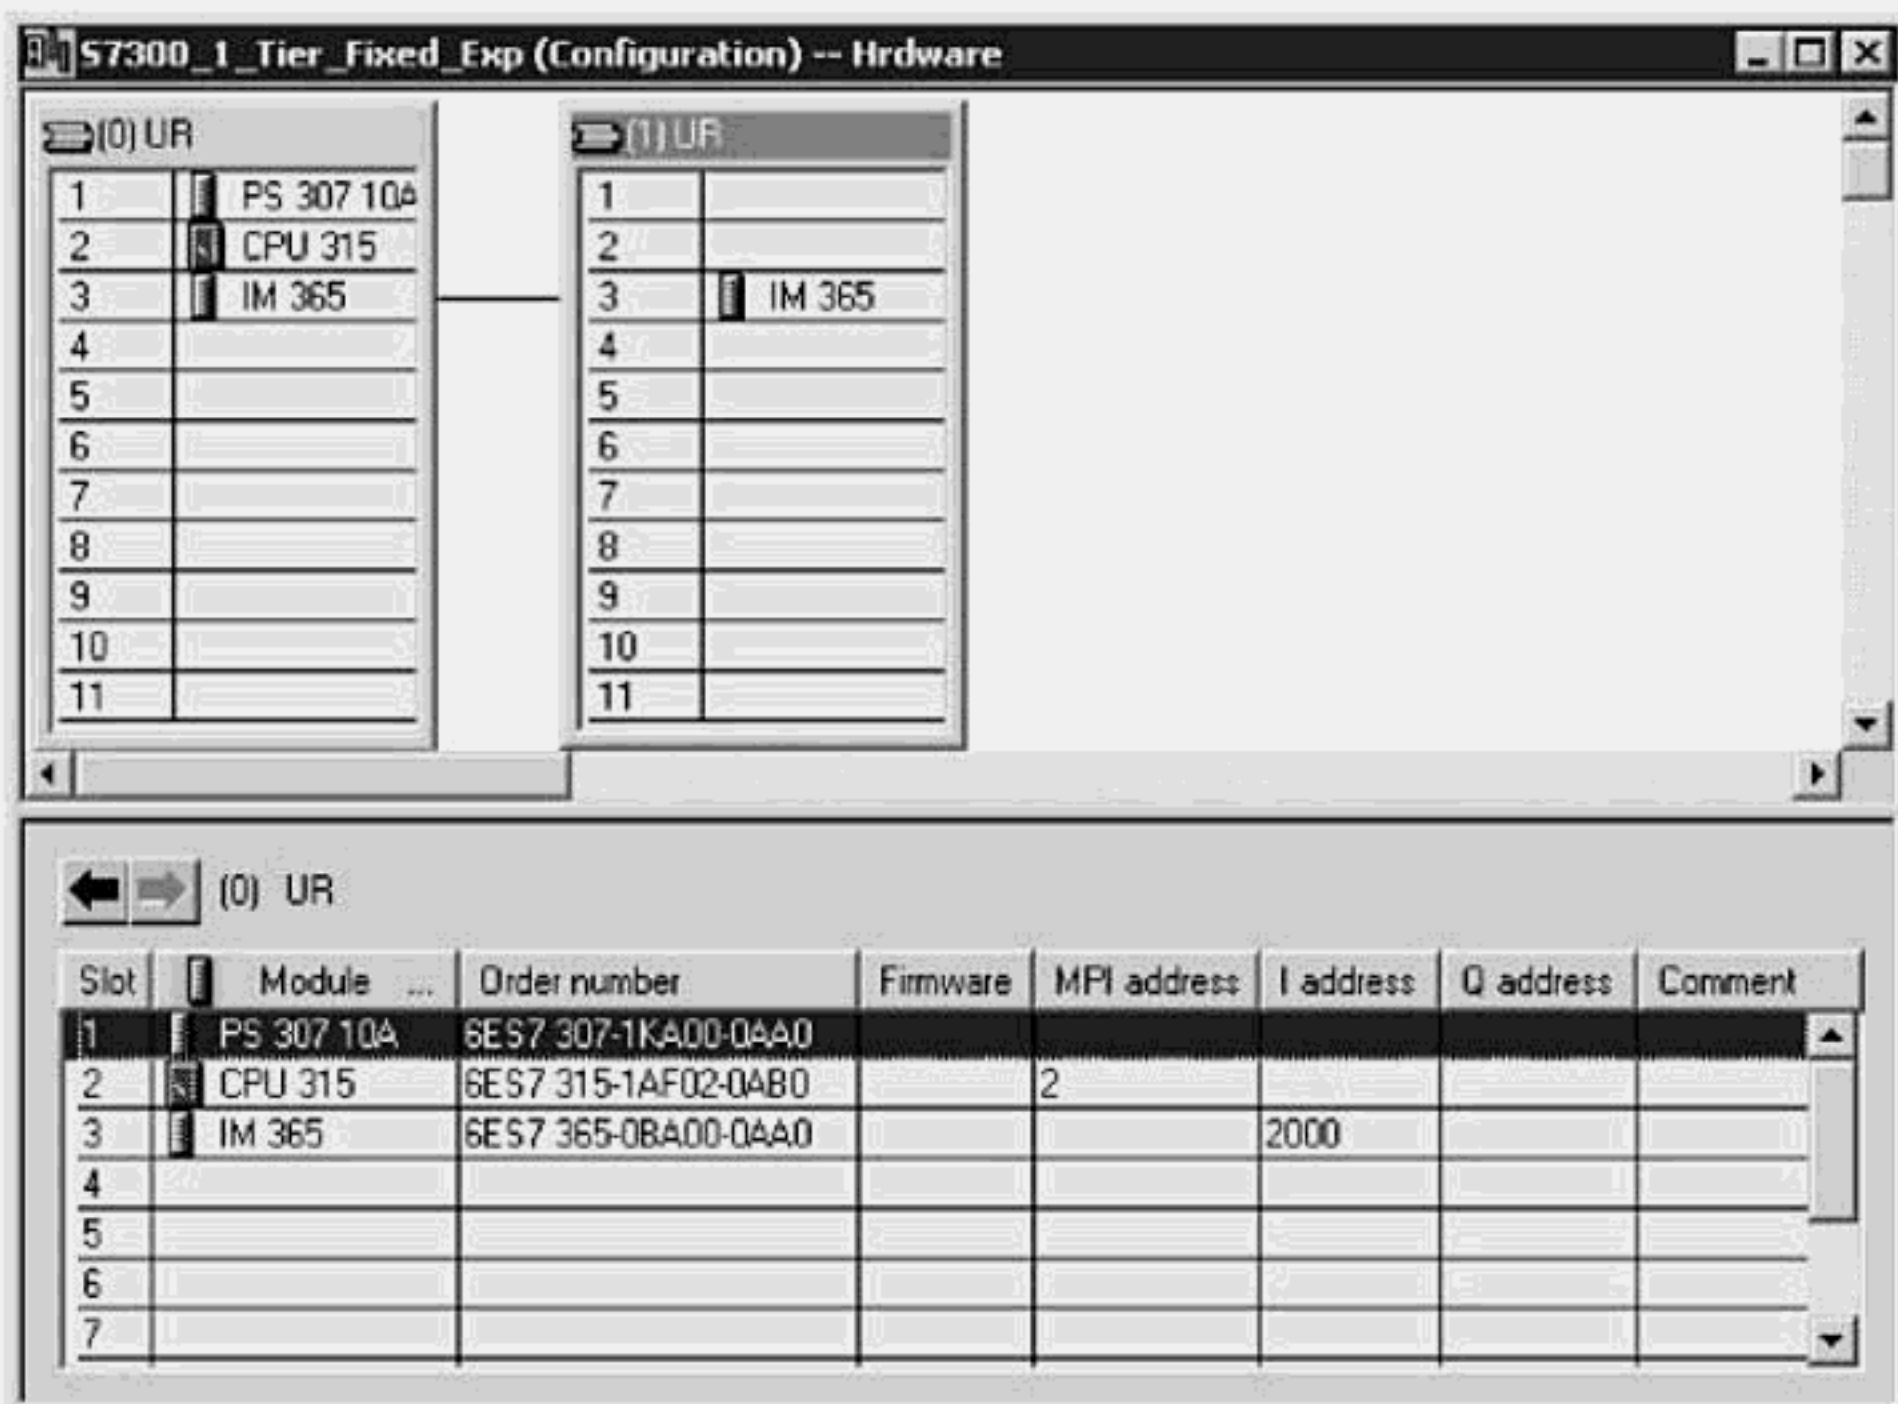 S7300_1_Tier_Fixed_Exp (Configuration) -- Hrdware
(0) UR
1 PS 307 10A
2 CPU 315
3 IM 365
4
5
6
7
8
9
10
11
(1) UR
1
2
3 IM 365
4
5
6
7
8
9
10
11
(0) UR
Slot Module ... Order number Firmware MPI address I address Q address Comment
1 PS 307 10A 6ES7 307-1KA00-0AA0
2 CPU 315 6ES7 315-1AF02-0AB0 2
3 IM 365 6ES7 365-0BA00-0AA0 2000
4
5
6
7